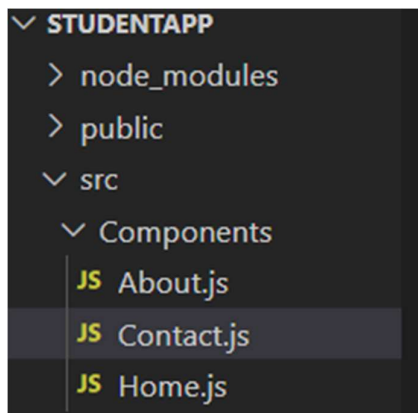 STUDENTAPP
node_modules
public
src
Components
JS About.js
JS Contact.js
JS Home.js